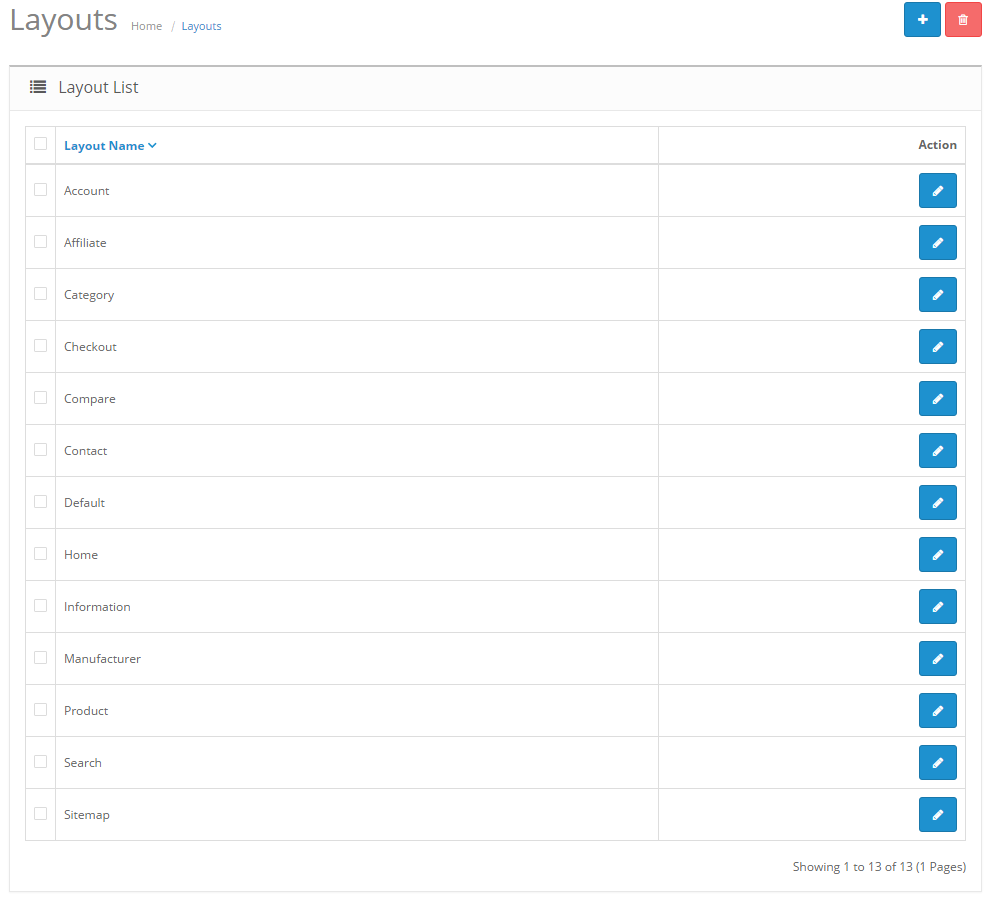 Layouts Home / Layouts
Layout List
Layout Name Action
Account
Affiliate
Category
Checkout
Compare
Contact
Default
Home
Information
Manufacturer
Product
Search
Sitemap
Showing 1 to 13 of 13 (1 Pages)